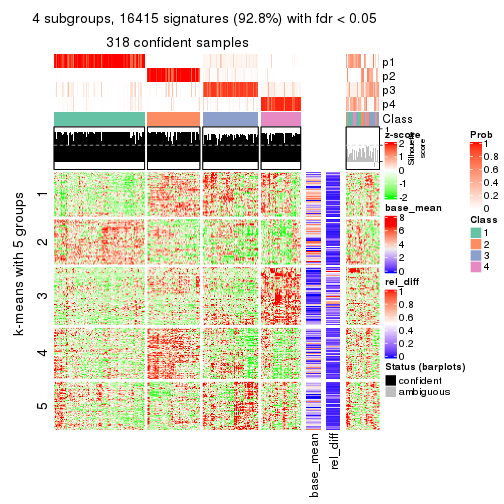 4 subgroups, 16415 signatures (92.8%) with fdr < 0.05
318 confident samples
p1
p2
p3
p4
Class
1
Silhouette score
k-means with 5 groups
1
2
3
4
5
base_mean
rel_diff
z-score
2
1
0
-1
-2
base_mean
8
6
4
2
0
rel_diff
1
0.8
0.6
0.4
0.2
0
Status (barplots)
confident
ambiguous
Prob
1
0.8
0.6
0.4
0.2
0
Class
1
2
3
4